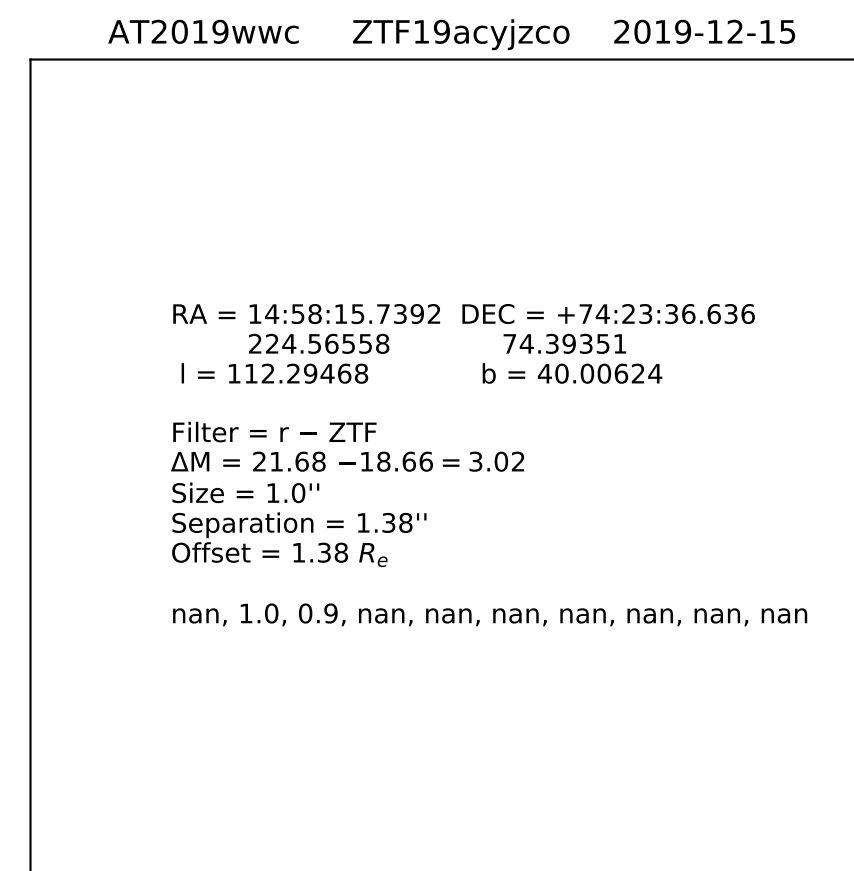 AT2019wwc ZTF19acyjzco 2019-12-15
RA = 14:58:15.7392 DEC = +74:23:36.636
224.56558 74.39351
l = 112.29468 b = 40.00624
Filter = r − ZTF
ΔM = 21.68 −18.66 = 3.02
Size = 1.0''
Separation = 1.38''
Offset = 1.38 Re
nan, 1.0, 0.9, nan, nan, nan, nan, nan, nan, nan